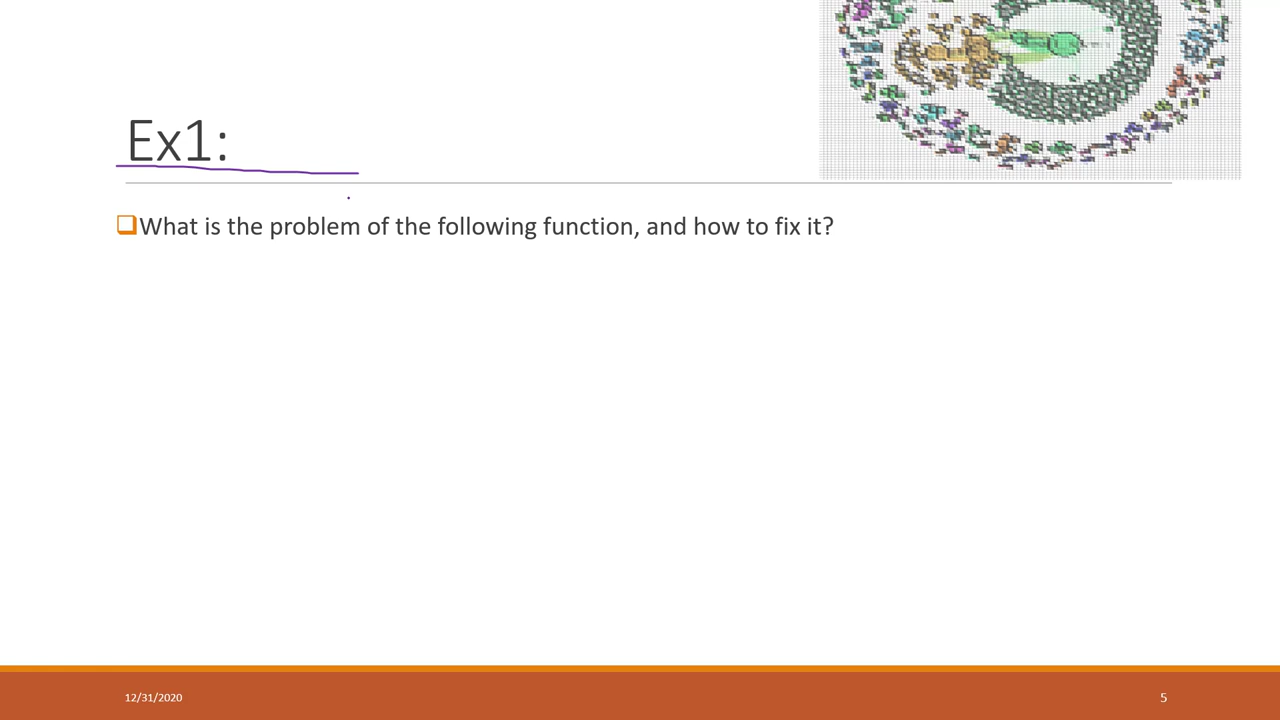 Ex1:
What is the problem of the following function, and how to fix it?
12/31/2020
5